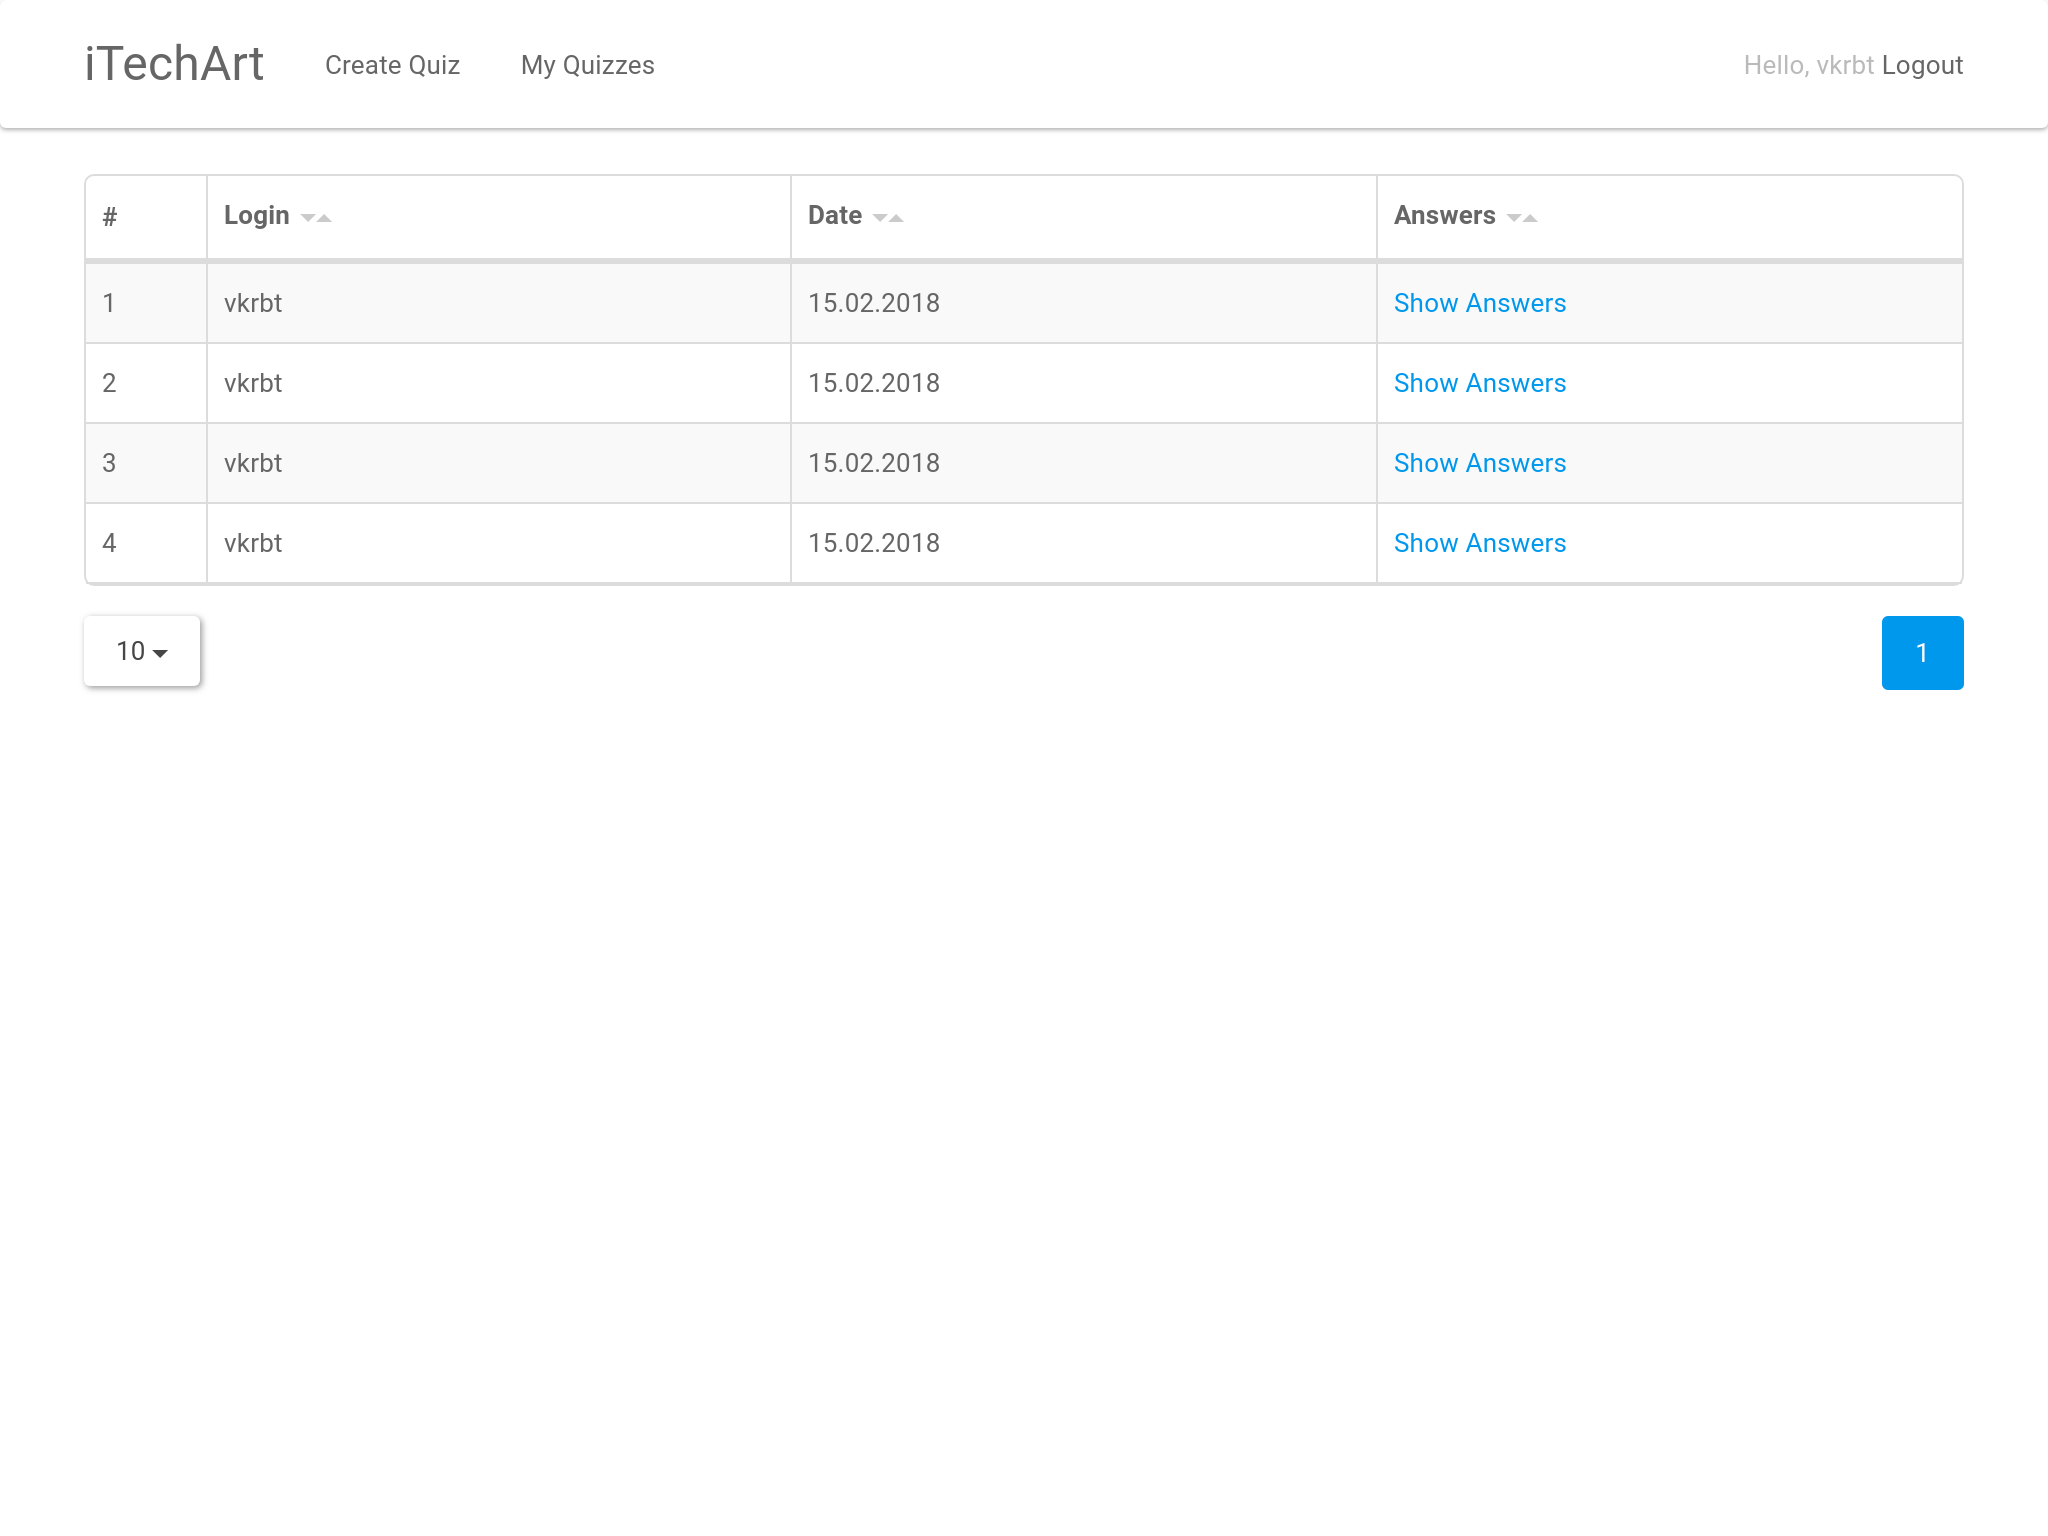 iTechArt Create Quiz My Quizzes Hello, vkrbt Logout
# Login Date Answers
1 vkrbt 15.02.2018 Show Answers
2 vkrbt 15.02.2018 Show Answers
3 vkrbt 15.02.2018 Show Answers
4 vkrbt 15.02.2018 Show Answers
10 1